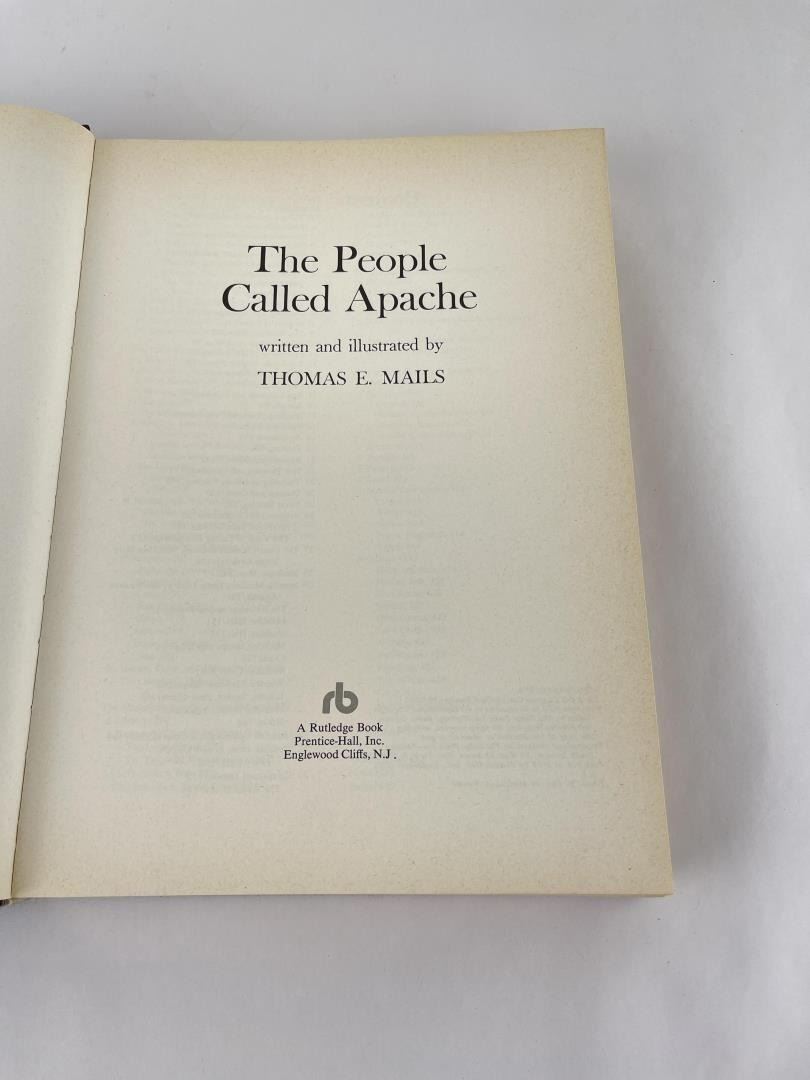 The People
Called Apache
written and illustrated by
THOMAS E. MAILS
rb
A Rutledge Book
Prentice-Hall, Inc.
Englewood Cliffs, N.J.